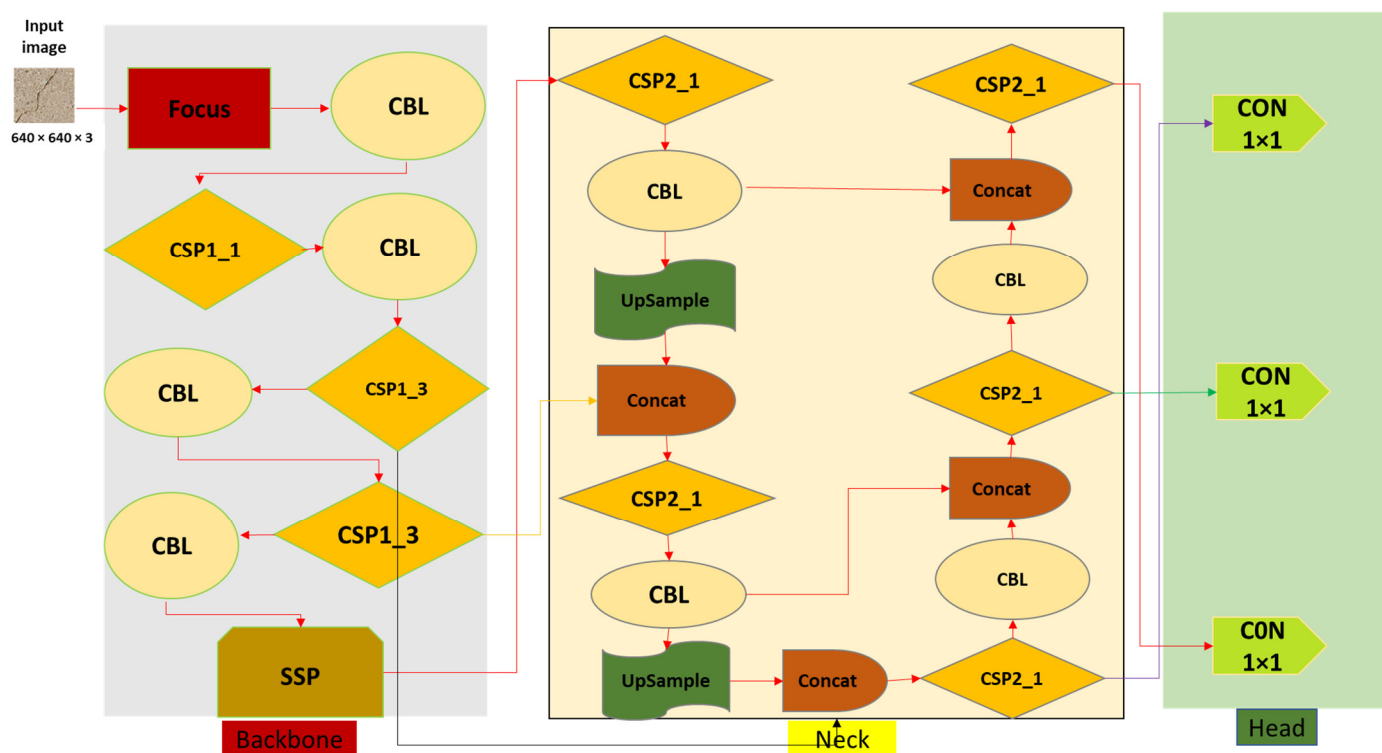 Input
image
640 × 640 × 3
Focus
CBL
CSP1_1
CBL
CBL
CSP1_3
CBL
CSP1_3
SSP
Backbone
CSP2_1
CBL
UpSample
Concat
CSP2_1
CBL
UpSample
Concat
CSP2_1
Concat
CBL
CSP2_1
Concat
CBL
CSP2_1
Neck
CON
1×1
CON
1×1
C0N
1×1
Head